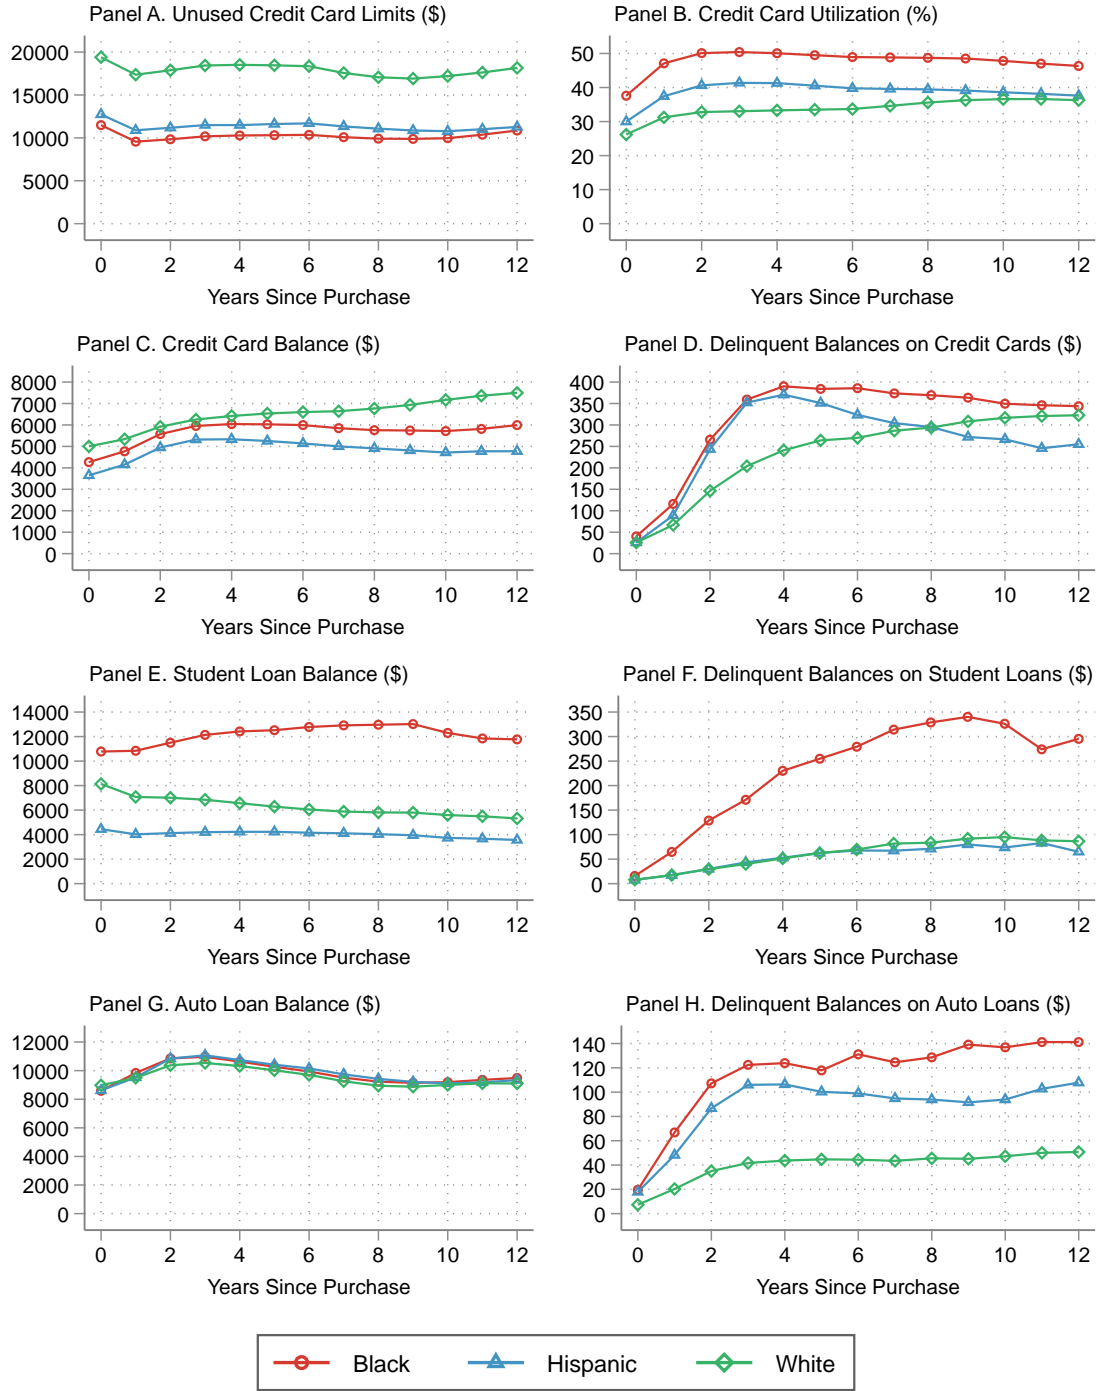 Panel A. Unused Credit Card Limits ($)
20000
15000
10000
5000
0
0 2 4 6 8 10 12
Years Since Purchase
Panel B. Credit Card Utilization (%)
50
40
30
20
10
0
0 2 4 6 8 10 12
Years Since Purchase
Panel C. Credit Card Balance ($)
8000
7000
6000
5000
4000
3000
2000
1000
0
0 2 4 6 8 10 12
Years Since Purchase
Panel D. Delinquent Balances on Credit Cards ($)
400
350
300
250
200
150
100
50
0
0 2 4 6 8 10 12
Years Since Purchase
Panel E. Student Loan Balance ($)
14000
12000
10000
8000
6000
4000
2000
0
0 2 4 6 8 10 12
Years Since Purchase
Panel F. Delinquent Balances on Student Loans ($)
350
300
250
200
150
100
50
0
0 2 4 6 8 10 12
Years Since Purchase
Panel G. Auto Loan Balance ($)
12000
10000
8000
6000
4000
2000
0
0 2 4 6 8 10 12
Years Since Purchase
Panel H. Delinquent Balances on Auto Loans ($)
140
120
100
80
60
40
20
0
0 2 4 6 8 10 12
Years Since Purchase
Black Hispanic White